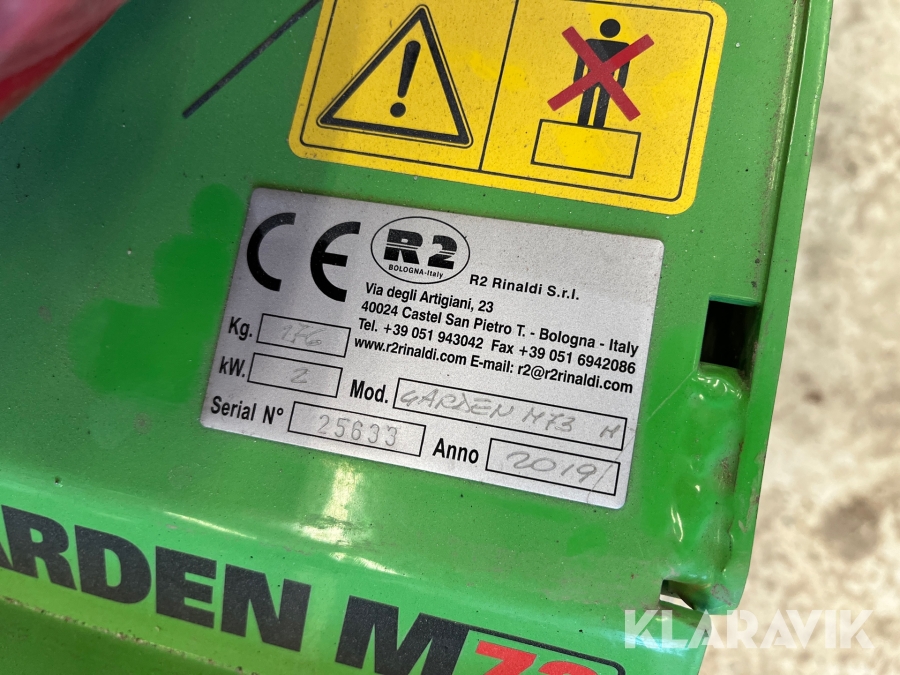 CE
R2
BOLOGNA-Italy
R2 Rinaldi S.r.l.
Via degli Artigiani, 23
40024 Castel San Pietro T. - Bologna - Italy
Tel. +39 051 943042 Fax +39 051 6942086
www.r2rinaldi.com E-mail: r2@r2rinaldi.com
Kg. 176
kW. 2
Mod. GARDEN M73 H
Serial N° 25633
Anno 2019
ARDEN M73
KLARAVIK